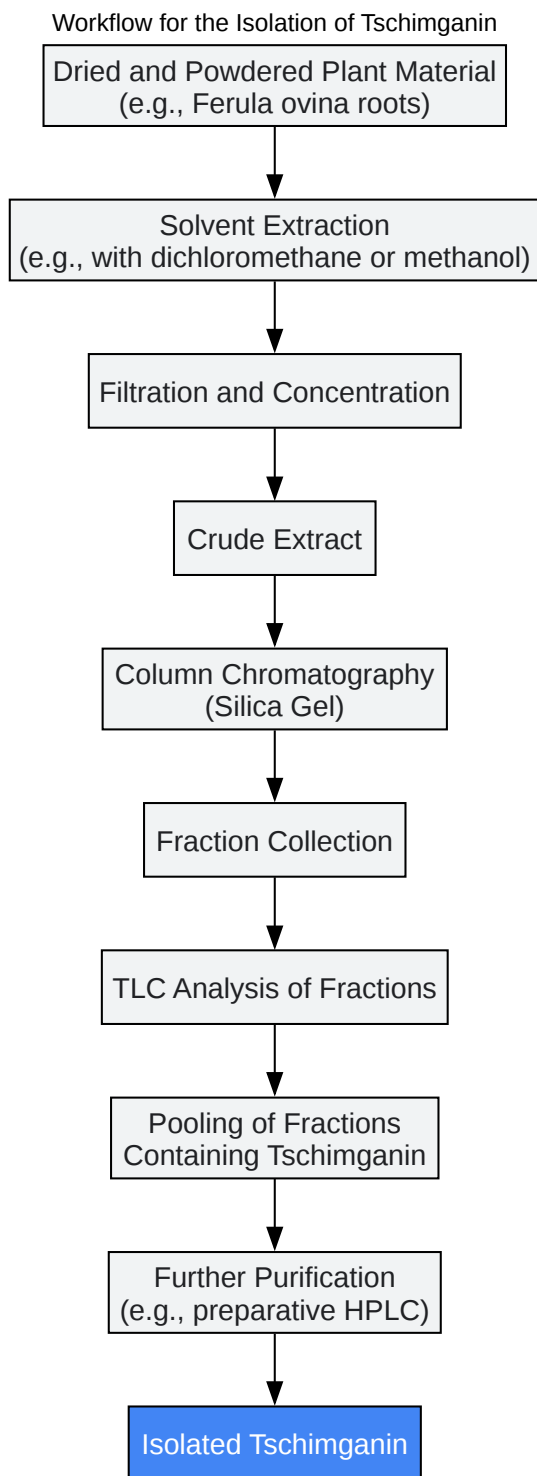 Workflow for the Isolation of Tschimganin
Dried and Powdered Plant Material
(e.g., Ferula ovina roots)
Solvent Extraction
(e.g., with dichloromethane or methanol)
Filtration and Concentration
Crude Extract
Column Chromatography
(Silica Gel)
Fraction Collection
TLC Analysis of Fractions
Pooling of Fractions
Containing Tschimganin
Further Purification
(e.g., preparative HPLC)
Isolated Tschimganin